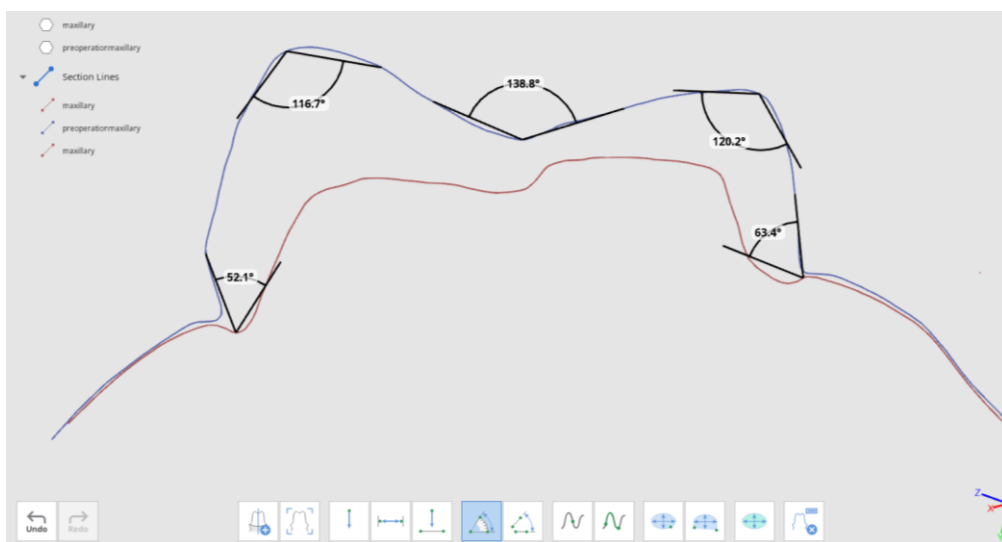 maxillary
preoperationmaxillary
Section Lines
maxillary
preoperationmaxillary
maxillary
116.7°
138.8°
120.2°
63.4°
52.1°
Z
X
Y
Undo
Redo